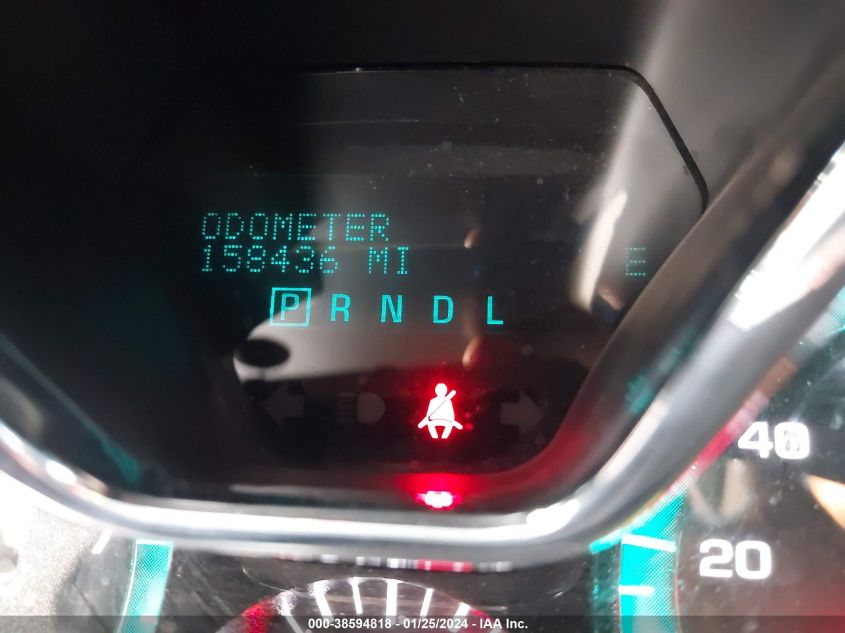 ODOMETER
158436 MI E
P R N D L
40
20
000-38594818 - 01/25/2024 - IAA Inc.